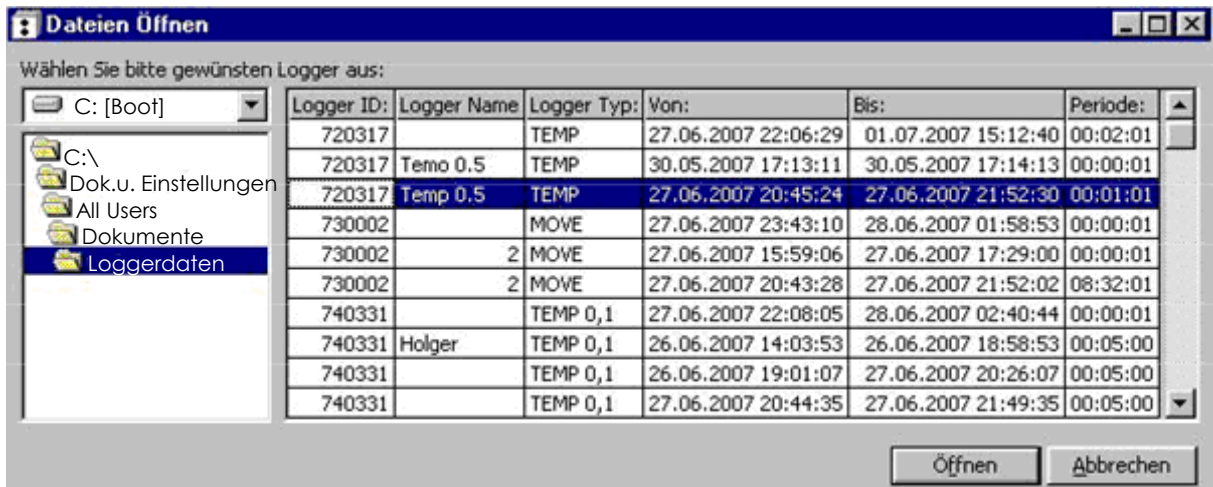 Dateien Öffnen
Wählen Sie bitte gewünsten Logger aus:
C: [Boot]
C:\
Dok.u. Einstellungen
All Users
Dokumente
Loggerdaten
Logger ID: Logger Name Logger Typ: Von: Bis: Periode:
720317 TEMP 27.06.2007 22:06:29 01.07.2007 15:12:40 00:02:01
720317 Temo 0.5 TEMP 30.05.2007 17:13:11 30.05.2007 17:14:13 00:00:01
720317 Temp 0.5 TEMP 27.06.2007 20:45:24 27.06.2007 21:52:30 00:01:01
730002 MOVE 27.06.2007 23:43:10 28.06.2007 01:58:53 00:00:01
730002 2 MOVE 27.06.2007 15:59:06 27.06.2007 17:29:00 00:00:01
730002 2 MOVE 27.06.2007 20:43:28 27.06.2007 21:52:02 08:32:01
740331 TEMP 0,1 27.06.2007 22:08:05 28.06.2007 02:40:44 00:00:01
740331 Holger TEMP 0,1 26.06.2007 14:03:53 26.06.2007 18:58:53 00:05:00
740331 TEMP 0,1 26.06.2007 19:01:07 27.06.2007 20:26:07 00:05:00
740331 TEMP 0,1 27.06.2007 20:44:35 27.06.2007 21:49:35 00:05:00
Öffnen Abbrechen